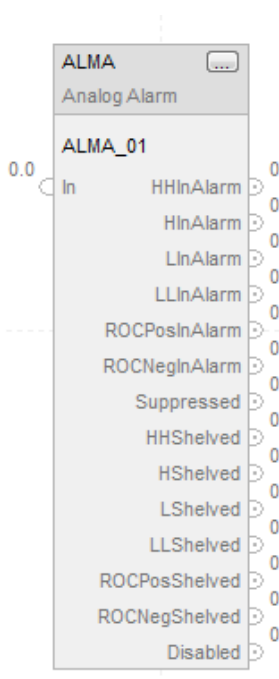 ALMA ...
Analog Alarm
ALMA_01
0.0
In HHInAlarm 0
HInAlarm 0
LInAlarm 0
LLInAlarm 0
ROCPosInAlarm 0
ROCNegInAlarm 0
Suppressed 0
HHShelved 0
HShelved 0
LShelved 0
LLShelved 0
ROCPosShelved 0
ROCNegShelved 0
Disabled 0